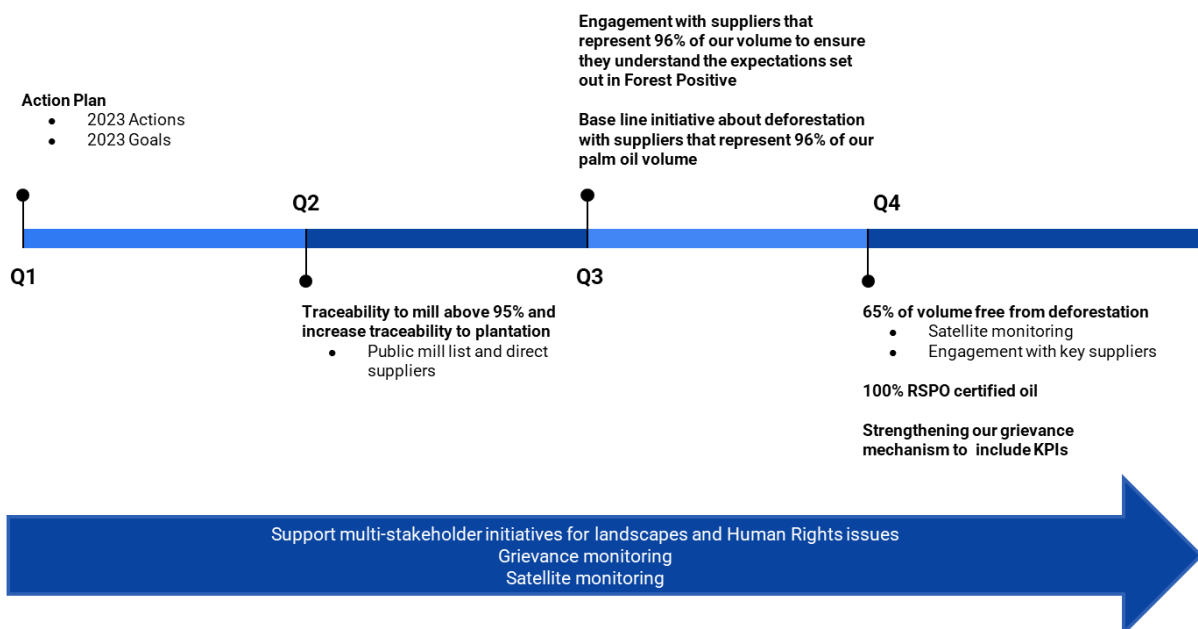 Engagement with suppliers that
represent 96% of our volume to ensure
they understand the expectations set
out in Forest Positive
Base line initiative about deforestation
with suppliers that represent 96% of our
palm oil volume
Action Plan
● 2023 Actions
● 2023 Goals
Q2
Q4
Q1
Q3
Traceability to mill above 95% and
increase traceability to plantation
● Public mill list and direct
suppliers
65% of volume free from deforestation
● Satellite monitoring
● Engagement with key suppliers
100% RSPO certified oil
Strengthening our grievance
mechanism to include KPIs
Support multi-stakeholder initiatives for landscapes and Human Rights issues
Grievance monitoring
Satellite monitoring